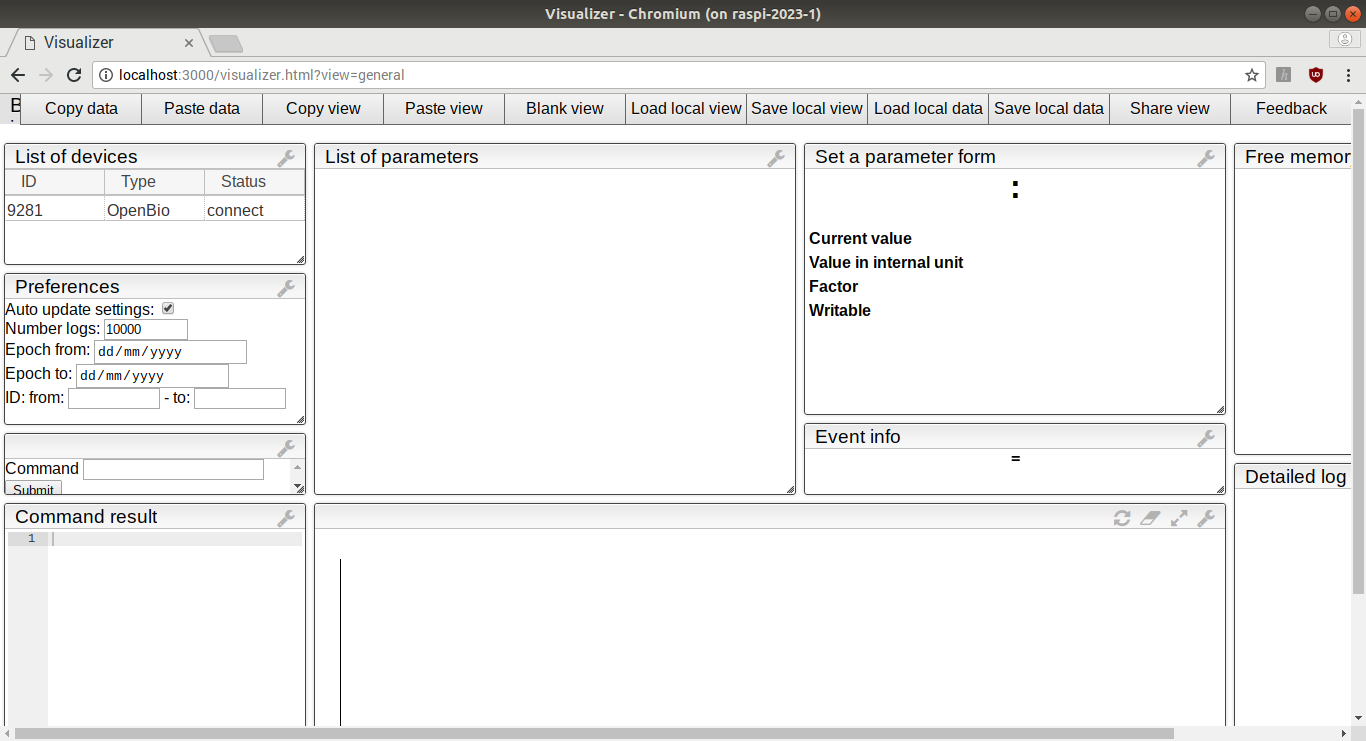 Visualizer - Chromium (on raspi-2023-1)
Visualizer
localhost:3000/visualizer.html?view=general
Copy data Paste data Copy view Paste view Blank view Load local view Save local view Load local data Save local data Share view Feedback
List of devices
ID Type Status
9281 OpenBio connect
Preferences
Auto update settings:
Number logs: 10000
Epoch from: dd/mm/yyyy
Epoch to: dd/mm/yyyy
ID: from: - to:
Command
Submit
Command result
1
List of parameters
Set a parameter form
:
Current value
Value in internal unit
Factor
Writable
Event info
=
Free memor
Detailed log